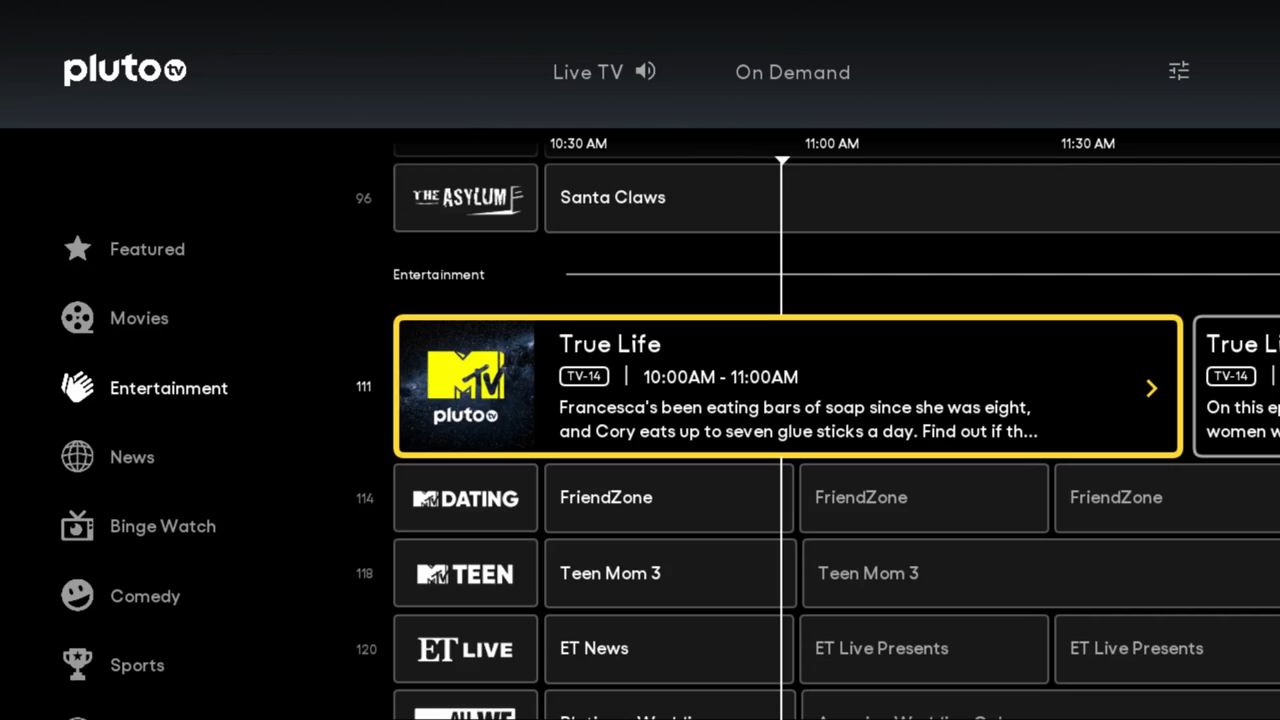 pluto tv
Live TV
On Demand
10:30 AM
11:00 AM
11:30 AM
96
THE ASYLUM
Santa Claws
Featured
Entertainment
Movies
Entertainment
111
MTV
pluto tv
True Life
TV-14 | 10:00AM - 11:00AM
Francesca's been eating bars of soap since she was eight,
and Cory eats up to seven glue sticks a day. Find out if th...
True Li
TV-14 |
On this ep
women w
News
114
MTV DATING
FriendZone
FriendZone
FriendZone
Binge Watch
118
MTV TEEN
Teen Mom 3
Teen Mom 3
Comedy
120
ET LIVE
ET News
ET Live Presents
ET Live Presents
Sports